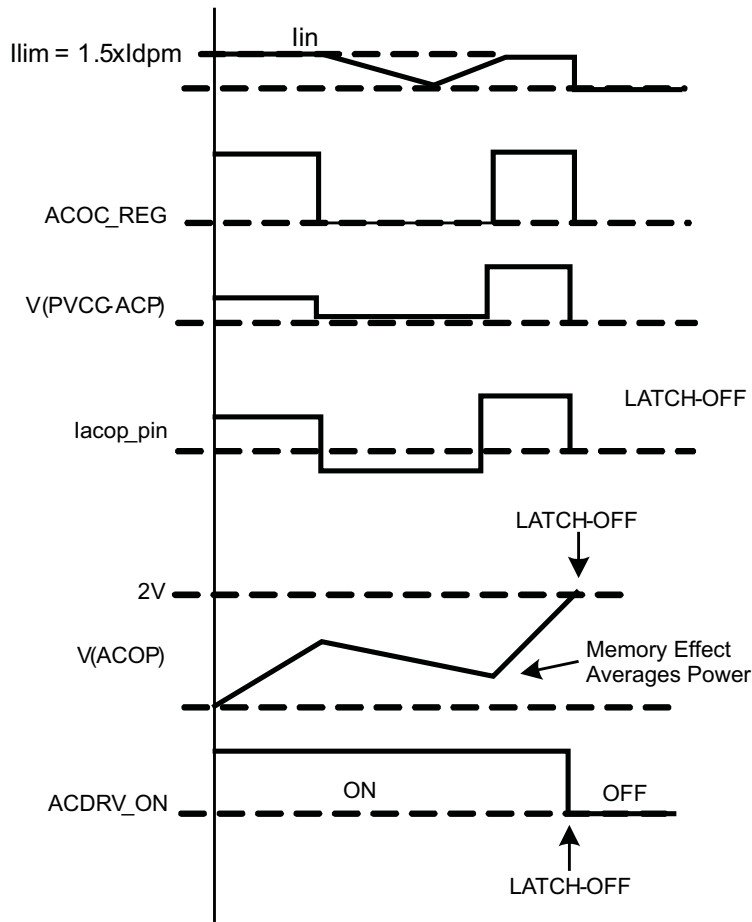 Iin
Ilim = 1.5xIdpm
ACOC_REG
V(PVCC-ACP)
LATCH-OFF
Iacop_pin
LATCH-OFF
2V
V(ACOP)
Memory Effect
Averages Power
ON
OFF
ACDRV_ON
LATCH-OFF